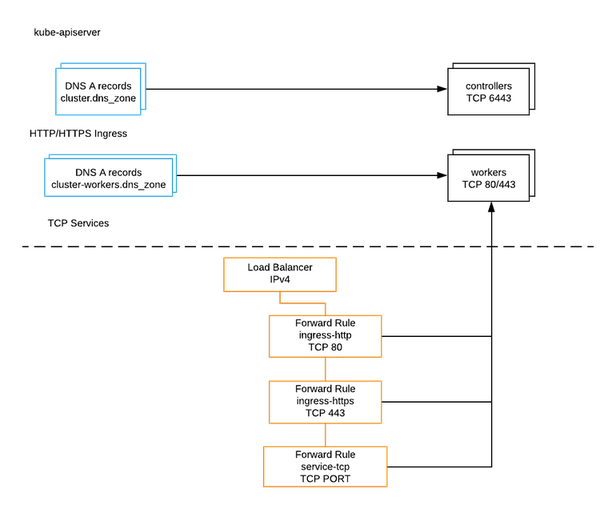 kube-apiserver
DNS A records
cluster.dns_zone
controllers
TCP 6443
HTTP/HTTPS Ingress
DNS A records
cluster-workers.dns_zone
workers
TCP 80/443
TCP Services
Load Balancer
IPv4
Forward Rule
ingress-http
TCP 80
Forward Rule
ingress-https
TCP 443
Forward Rule
service-tcp
TCP PORT